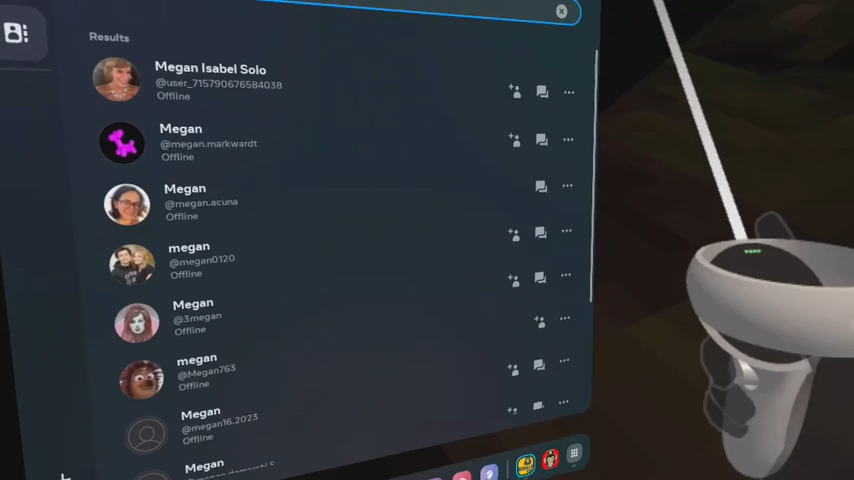 Results
Megan Isabel Solo
@user_715790676584038
Offline
Megan
@megan.markwardt
Offline
Megan
@megan.acuna
Offline
megan
@megan0120
Offline
Megan
@3megan
Offline
megan
@Megan763
Offline
Megan
@megan16.2023
Offline
Megan